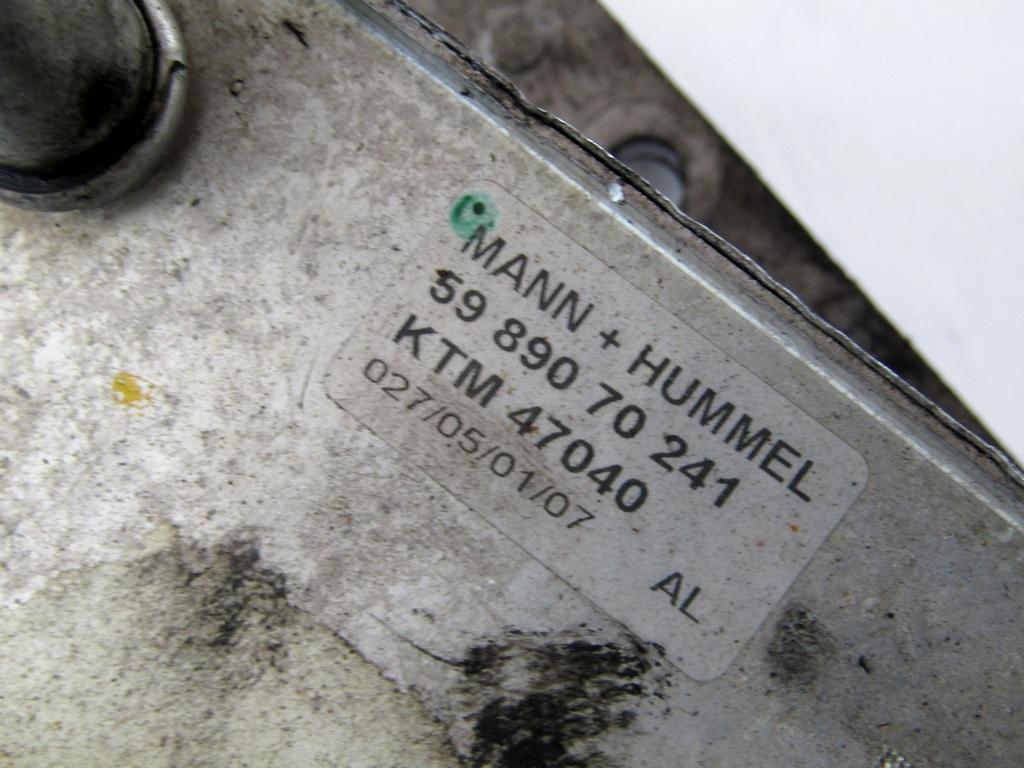 MANN + HUMMEL
59 890 70 241
KTM 47040
027/05/01/07
AL